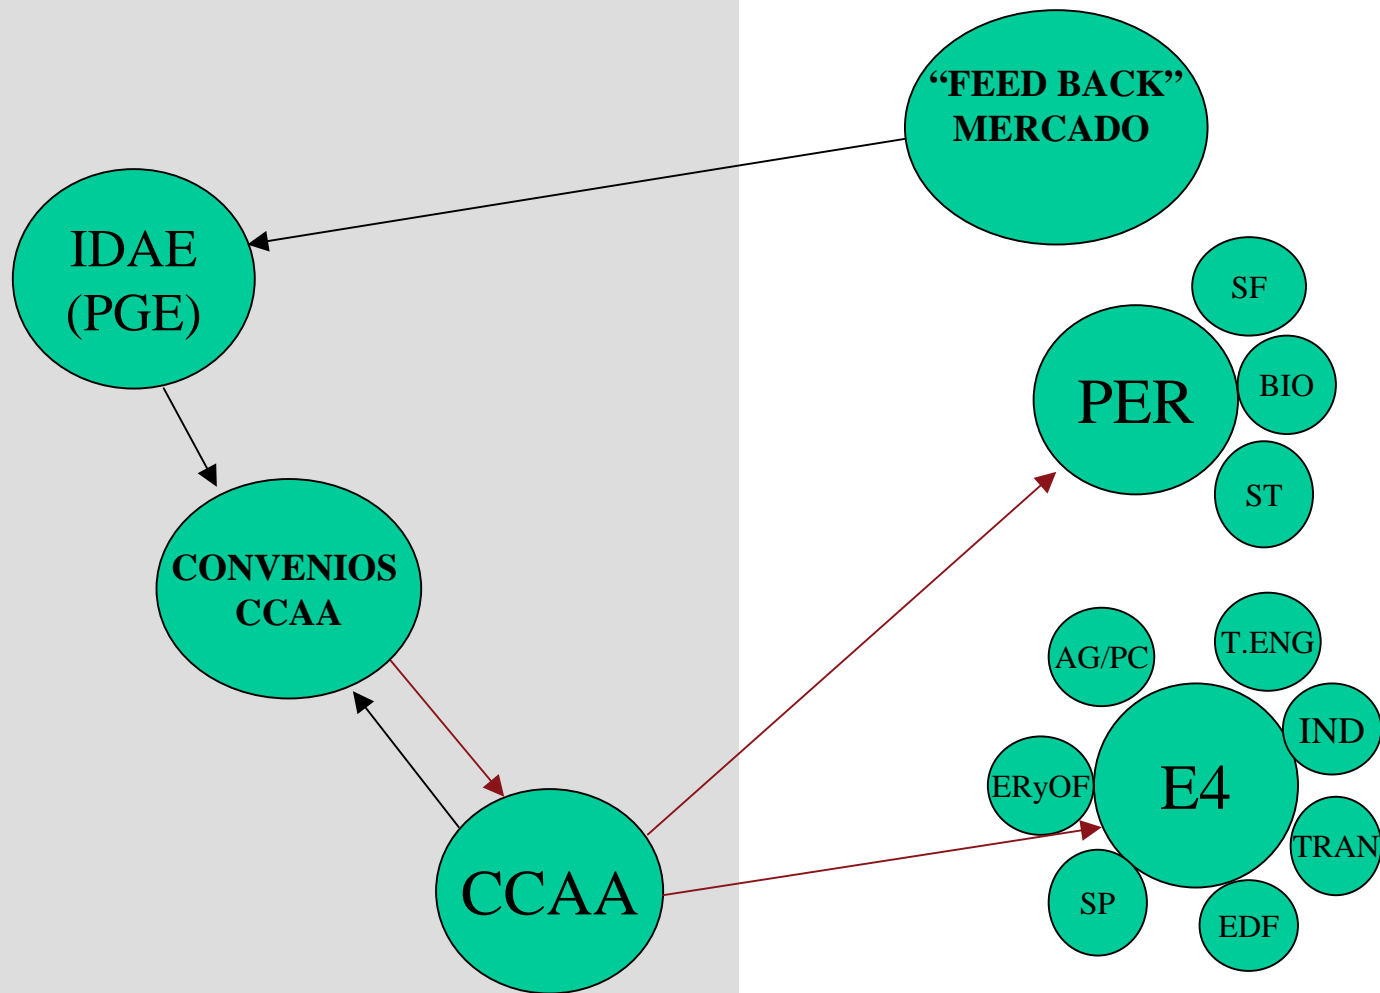 “FEED BACK”
MERCADO
IDAE
(PGE)
SF
PER
BIO
ST
CONVENIOS
CCAA
AG/PC
T.ENG
IND
ERyOF
E4
TRAN
CCAA
SP
EDF